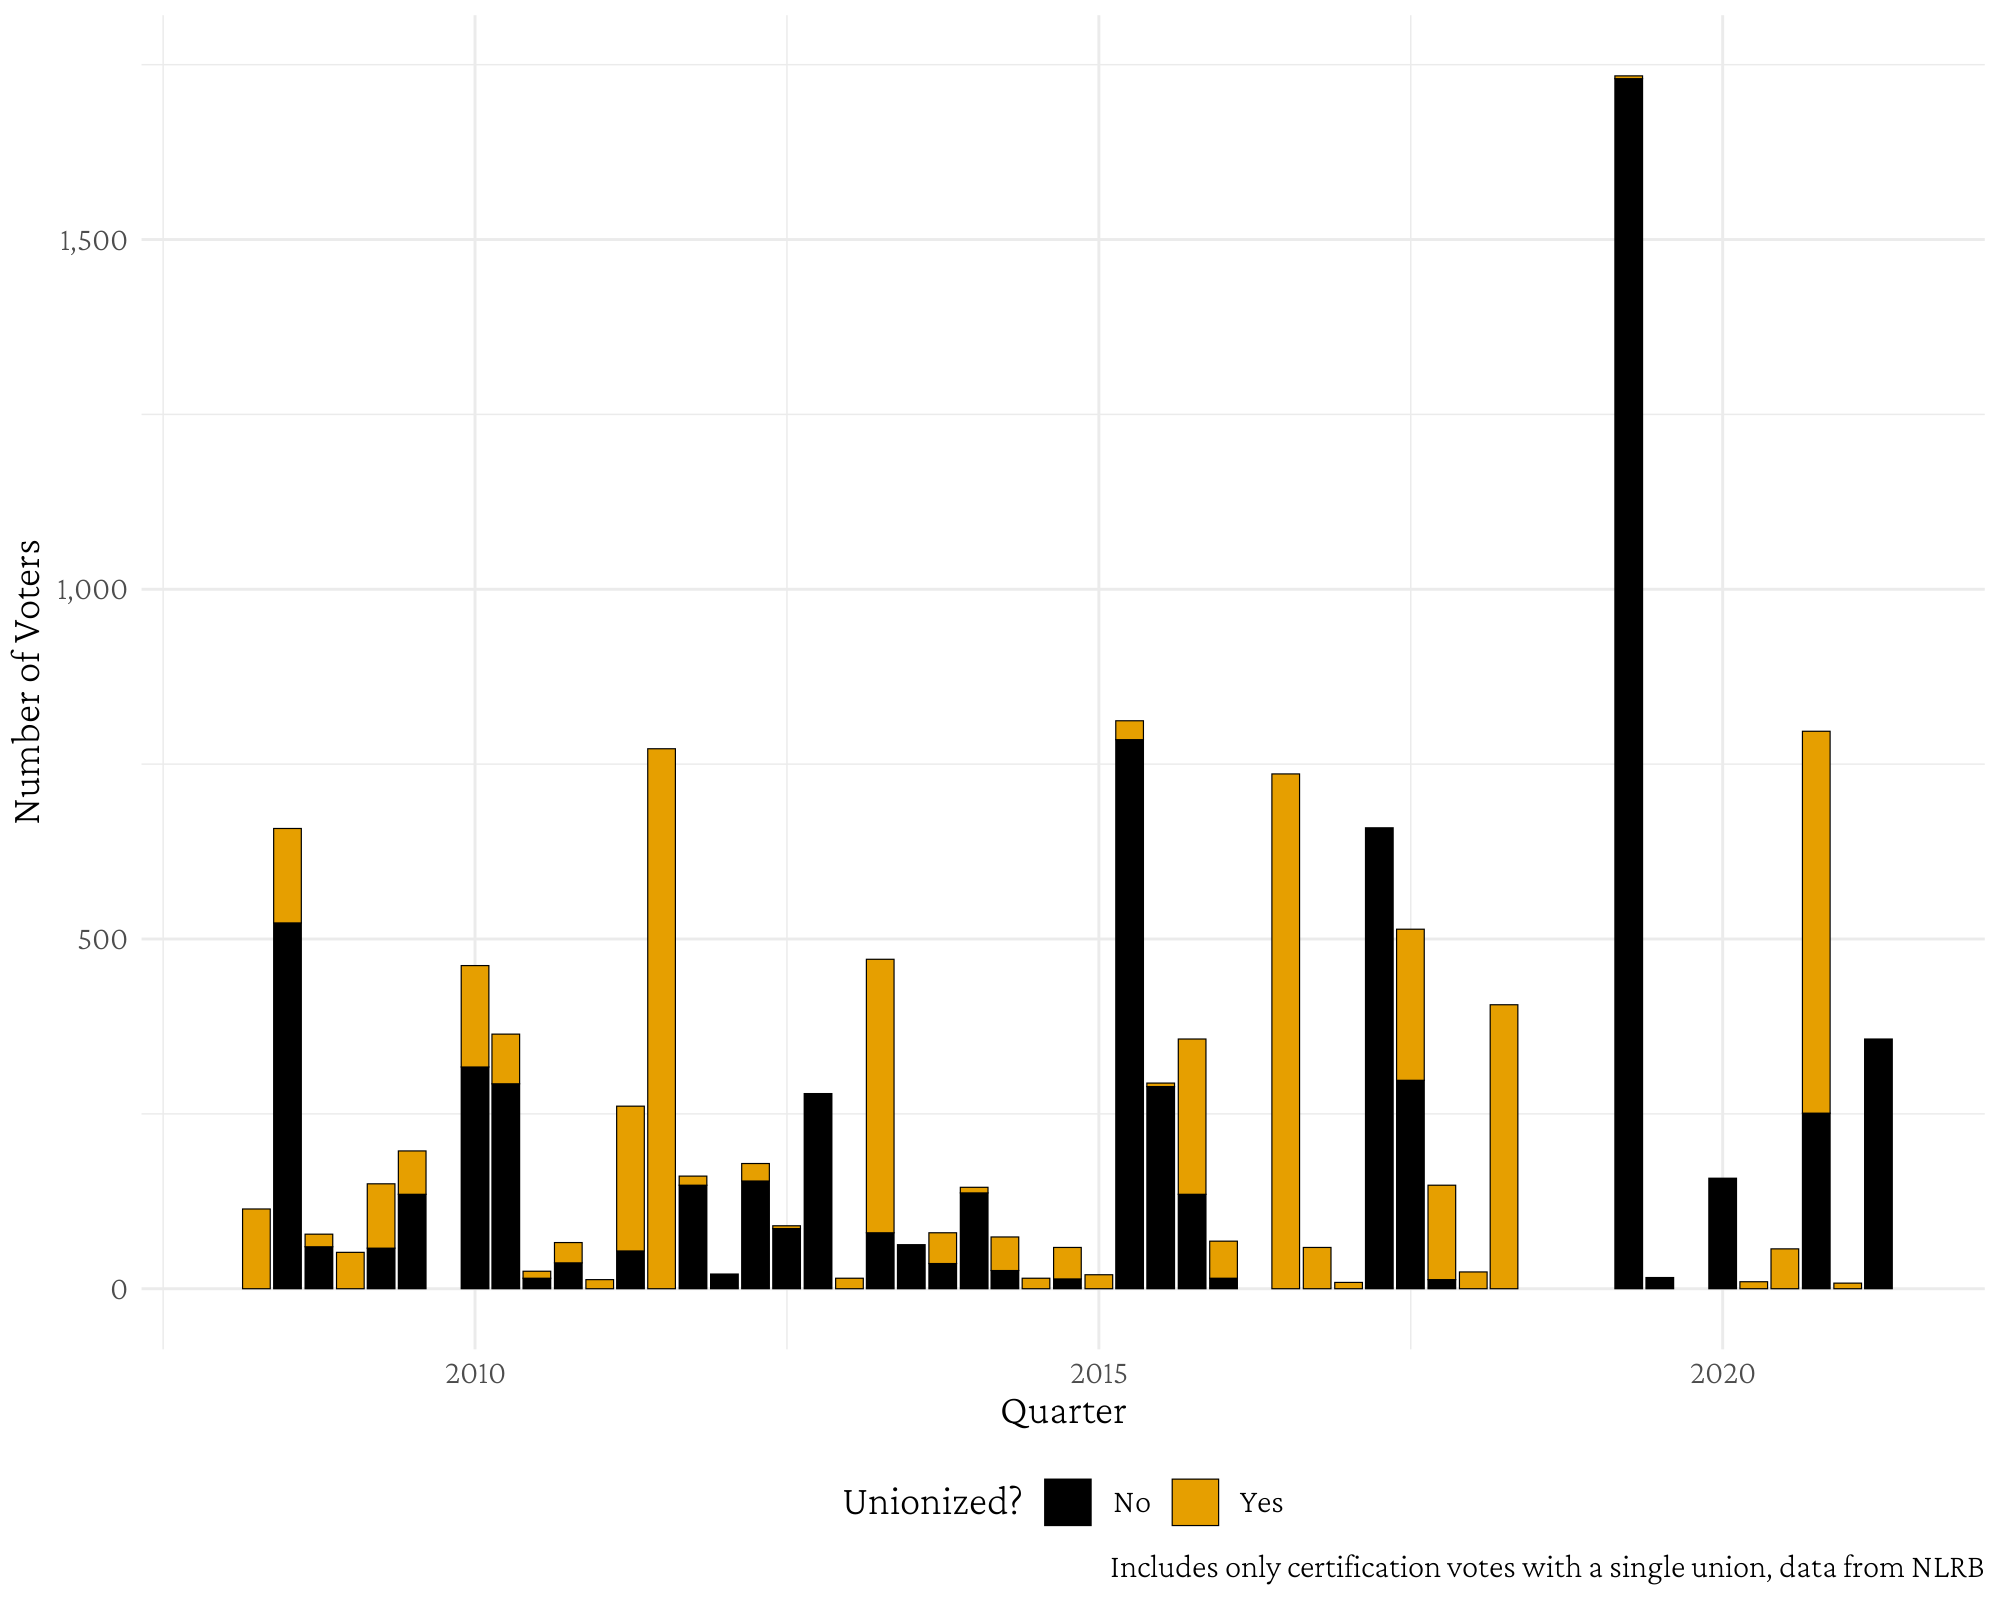 1,500
1,000
500
0
Number of Voters
2010 2015 2020
Quarter
Unionized? No Yes
Includes only certification votes with a single union, data from NLRB